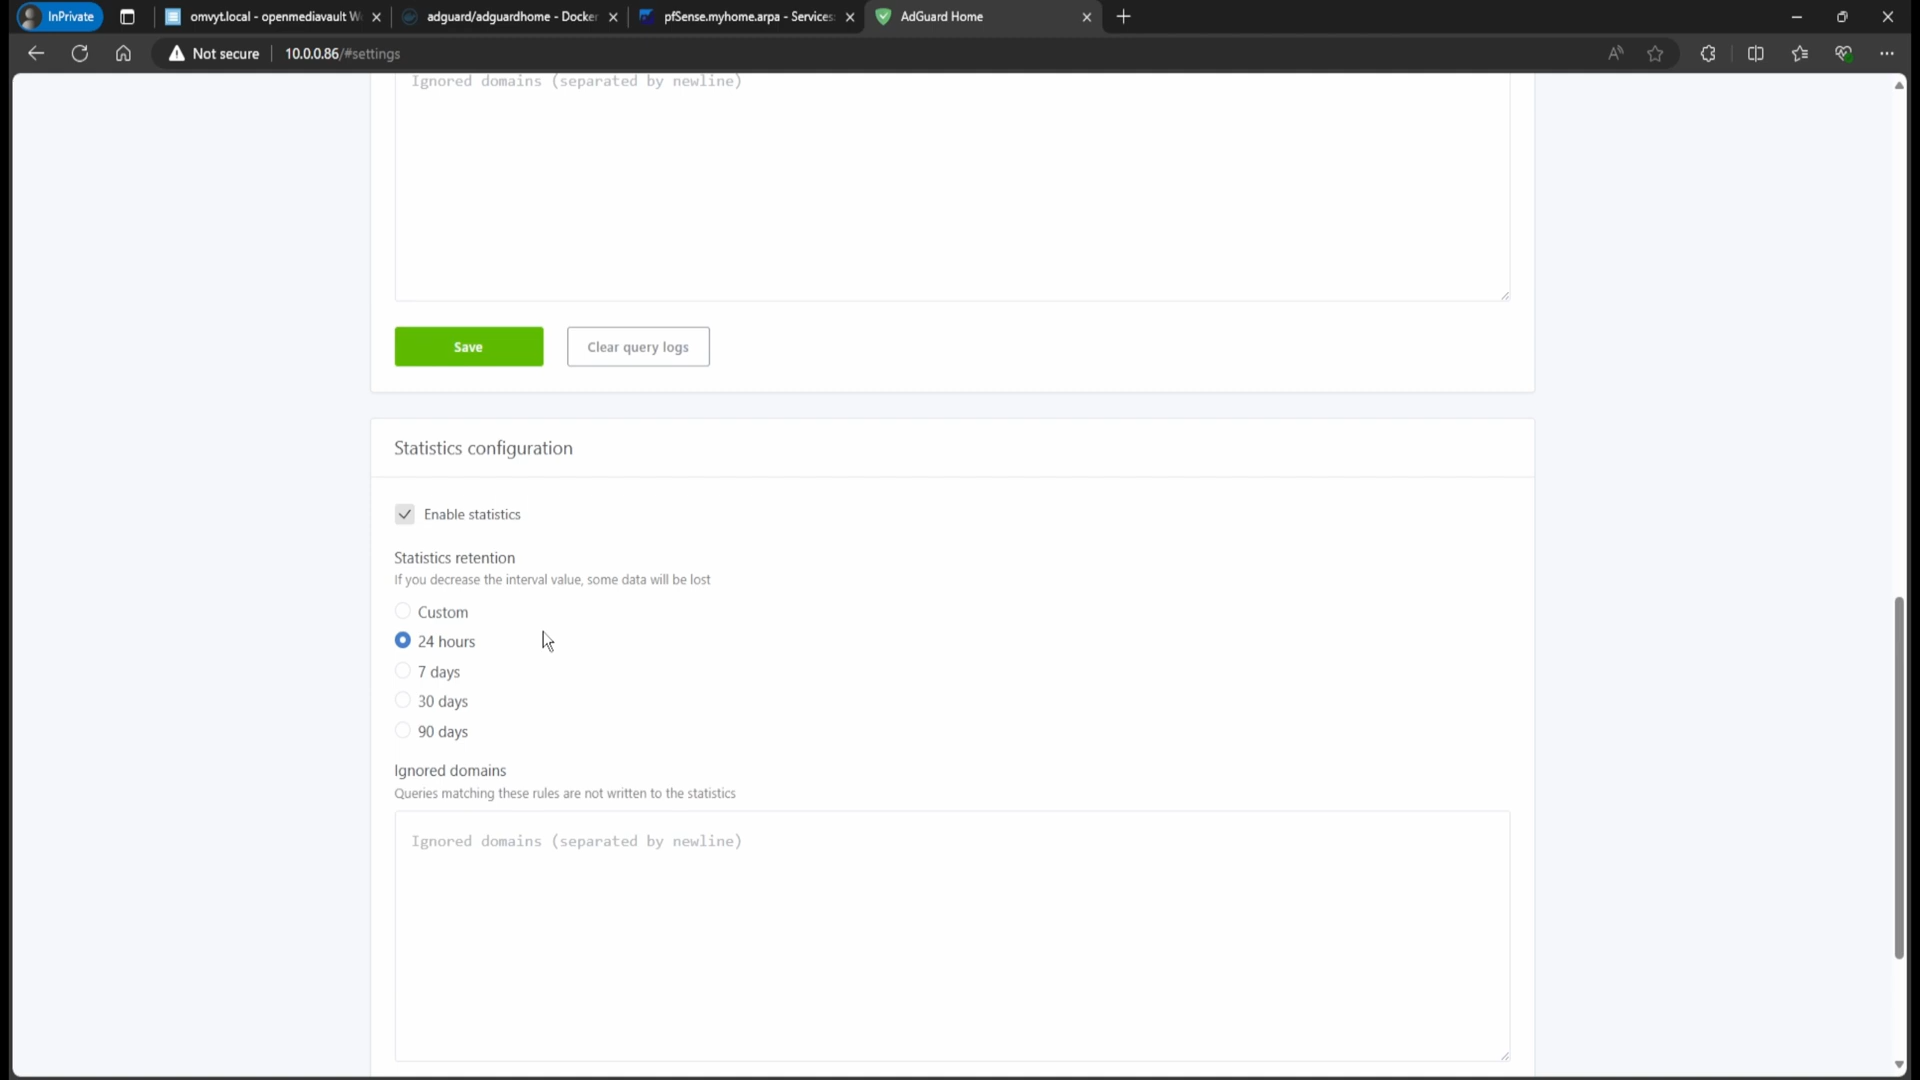 InPrivate
omvyt.local - openmediavault W
adguard/adguardhome - Docker
pfSense.myhome.arpa - Services:
AdGuard Home
Not secure
10.0.0.86/#settings
Ignored domains (separated by newline)
Save
Clear query logs
Statistics configuration
Enable statistics
Statistics retention
If you decrease the interval value, some data will be lost
Custom
24 hours
7 days
30 days
90 days
Ignored domains
Queries matching these rules are not written to the statistics
Ignored domains (separated by newline)